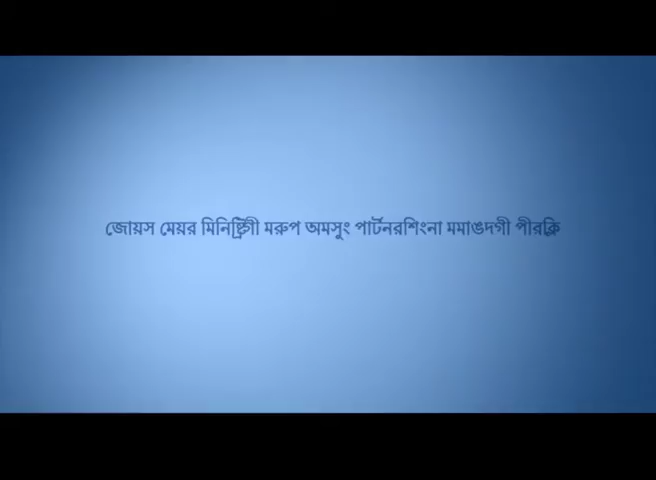 জোয়স মেয়র মিনিষ্ট্রিগী মরুপ অমসুং পার্টনরশিংনা মমাঙদগী পীরক্লি